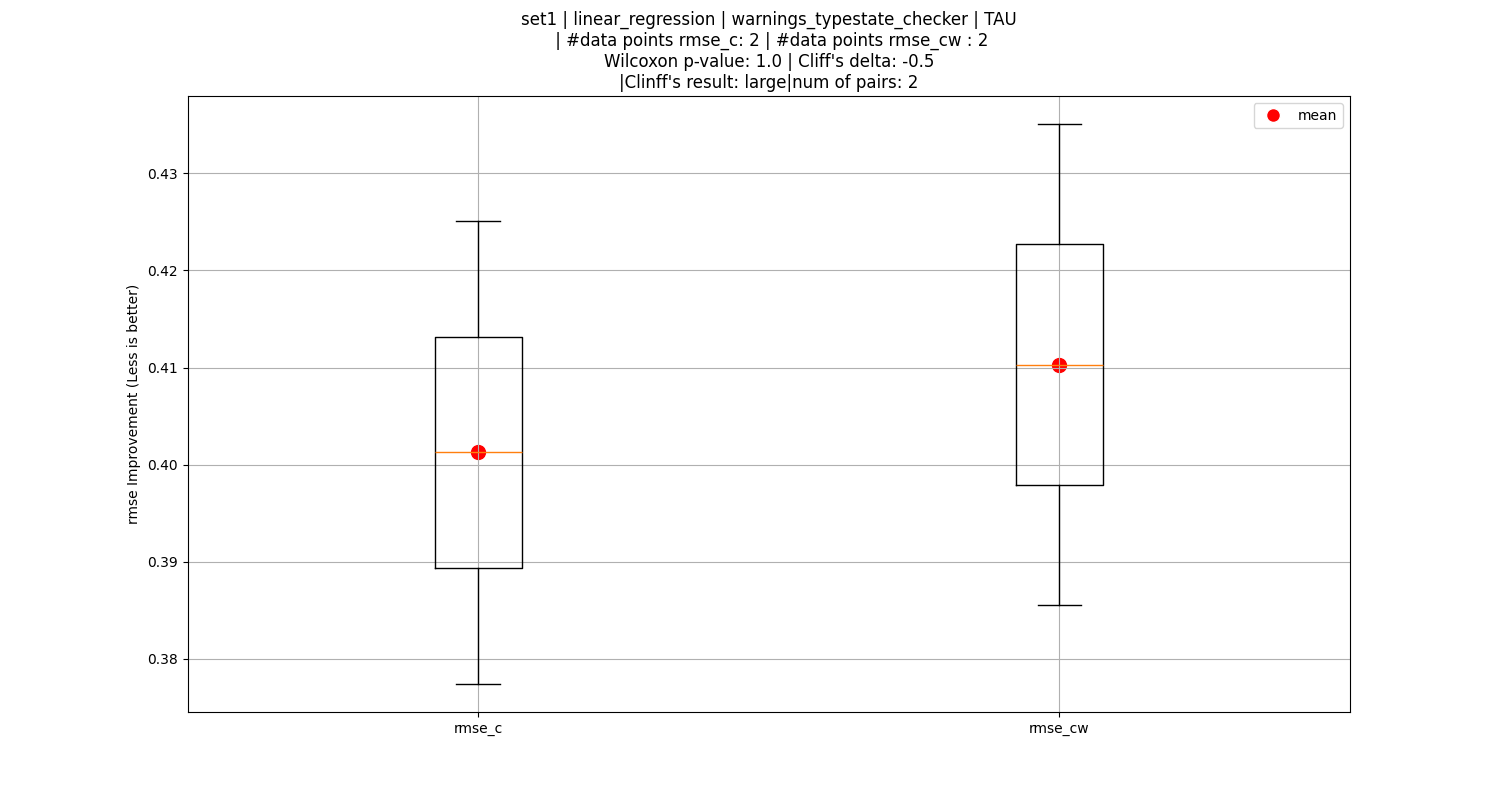 set1 | linear_regression | warnings_typestate_checker | TAU
| #data points rmse_c: 2 | #data points rmse_cw : 2
Wilcoxon p-value: 1.0 | Cliff's delta: -0.5
|Clinff's result: large|num of pairs: 2
mean
rmse Improvement (Less is better)
0.43
0.42
0.41
0.40
0.39
0.38
rmse_c
rmse_cw